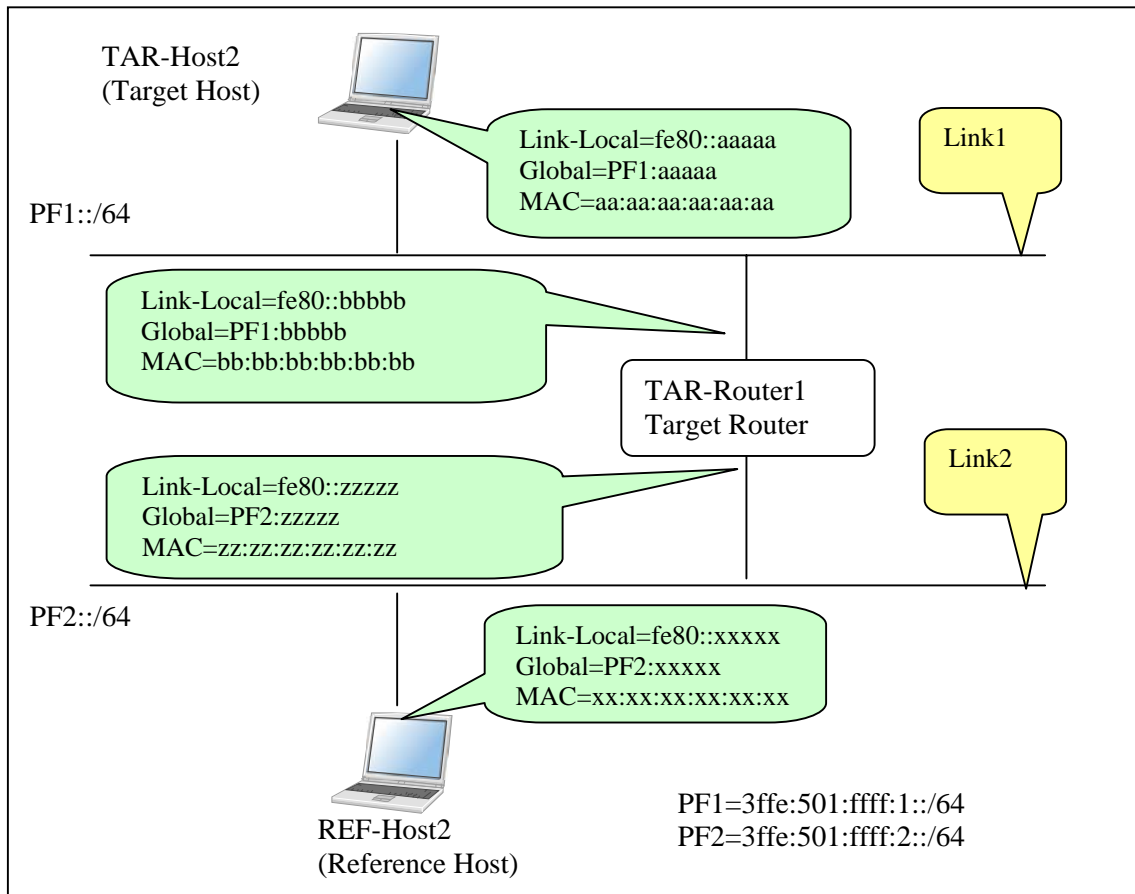 TAR-Host2
(Target Host)
Link-Local=fe80::aaaaa
Global=PF1:aaaaa
MAC=aa:aa:aa:aa:aa:aa
Link1
PF1::/64
Link-Local=fe80::bbbbb
Global=PF1:bbbbb
MAC=bb:bb:bb:bb:bb:bb
TAR-Router1
Target Router
Link-Local=fe80::zzzzz
Global=PF2:zzzzz
MAC=zz:zz:zz:zz:zz:zz
Link2
PF2::/64
Link-Local=fe80::xxxxx
Global=PF2:xxxxx
MAC=xx:xx:xx:xx:xx:xx
REF-Host2
(Reference Host)
PF1=3ffe:501:ffff:1::/64
PF2=3ffe:501:ffff:2::/64